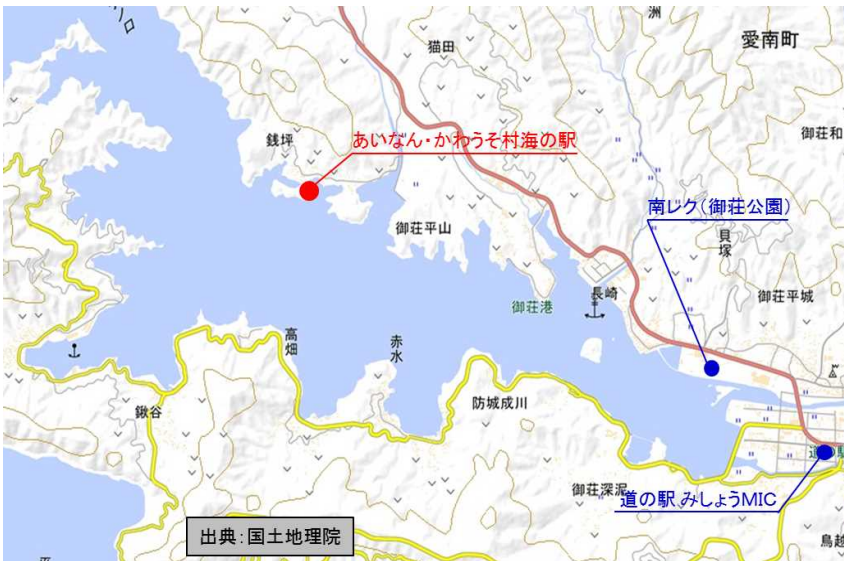 洲
愛南町
猫田
御荘和
銭坪
あいなん・かわうそ村海の駅
南レク(御荘公園)
御荘平山
貝塚
御荘平城
長崎
御荘港
高畑
赤水
防城成川
鍬谷
御荘深泥
道の駅 みしょうMIC
出典:国土地理院
鳥越